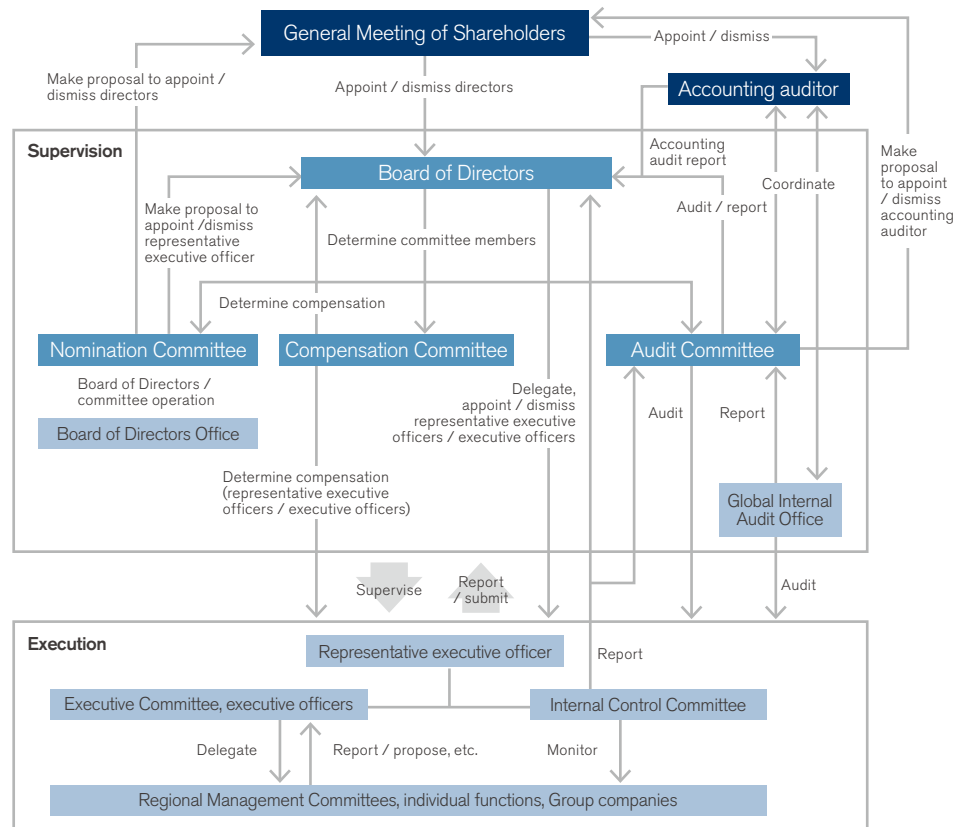 General Meeting of Shareholders
Appoint / dismiss
Make proposal to appoint /
dismiss directors
Appoint / dismiss directors
Accounting auditor
Supervision
Accounting
audit report
Make
proposal
to appoint
/ dismiss
accounting
auditor
Board of Directors
Coordinate
Make proposal to
appoint /dismiss
representative
executive officer
Audit / report
Determine committee members
Determine compensation
Nomination Committee
Compensation Committee
Audit Committee
Board of Directors /
committee operation
Delegate,
appoint / dismiss
representative executive
officers / executive officers
Audit
Report
Board of Directors Office
Determine compensation
(representative executive
officers / executive officers)
Global Internal
Audit Office
Supervise
Report
/ submit
Audit
Execution
Representative executive officer
Report
Executive Committee, executive officers
Internal Control Committee
Delegate
Report / propose, etc.
Monitor
Regional Management Committees, individual functions, Group companies